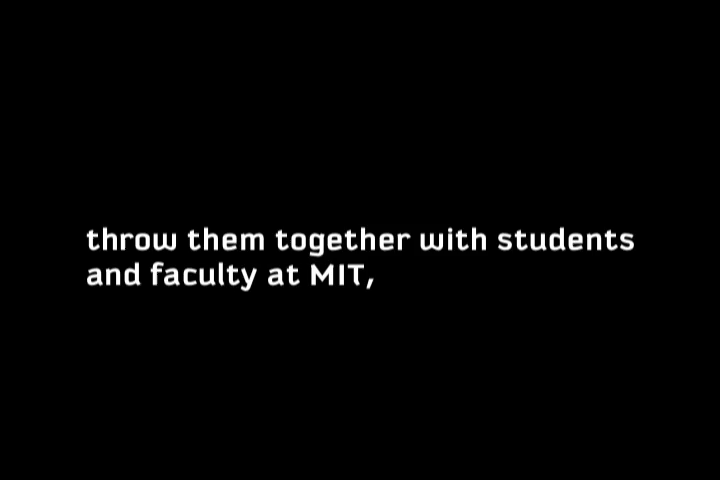 throw them together with students
and faculty at MIT,